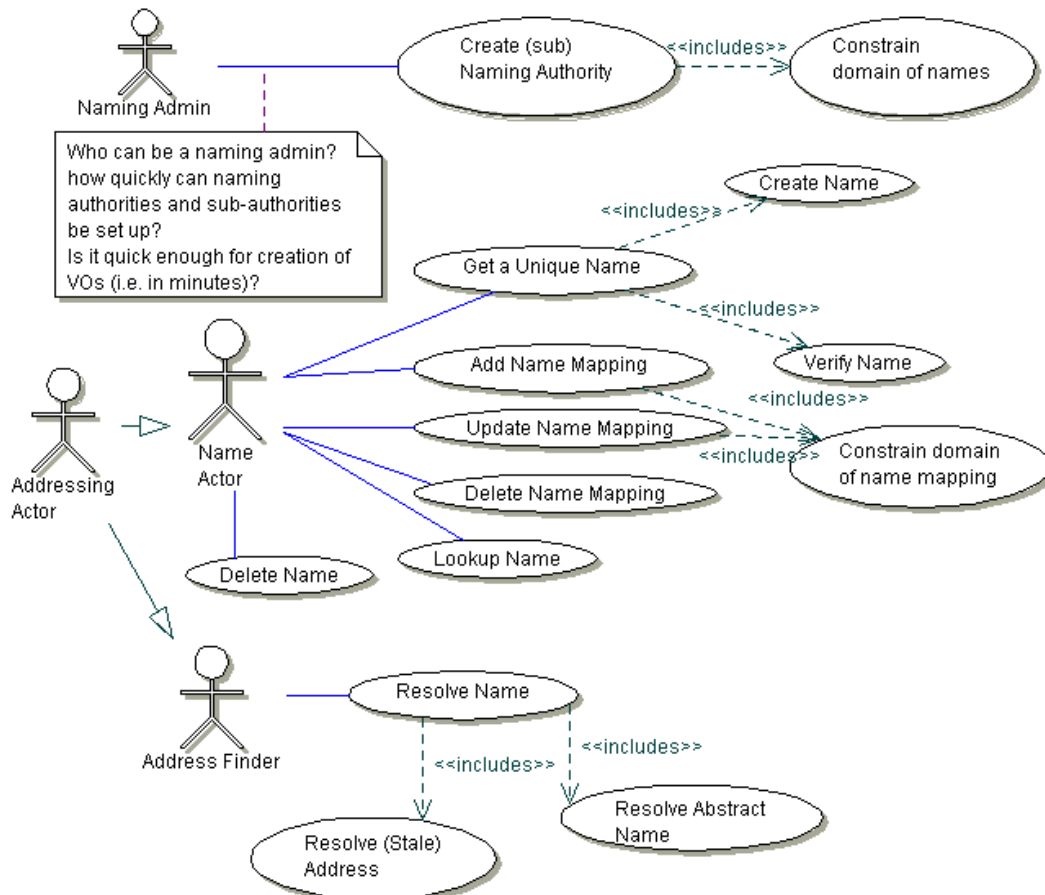 Naming Admin
Create (sub)
Naming Authority
<<includes>>
Constrain
domain of names
Who can be a naming admin?
how quickly can naming
authorities and sub-authorities
be set up?
Is it quick enough for creation of
VOs (i.e. in minutes)?
Create Name
<<includes>>
Get a Unique Name
<<includes>>
Verify Name
Add Name Mapping
<<includes>>
Update Name Mapping
<<includes>>
Constrain domain
of name mapping
Name
Actor
Addressing
Actor
Delete Name Mapping
Lookup Name
Delete Name
Address Finder
Resolve Name
<<includes>>
<<includes>>
Resolve Abstract
Name
Resolve (Stale)
Address